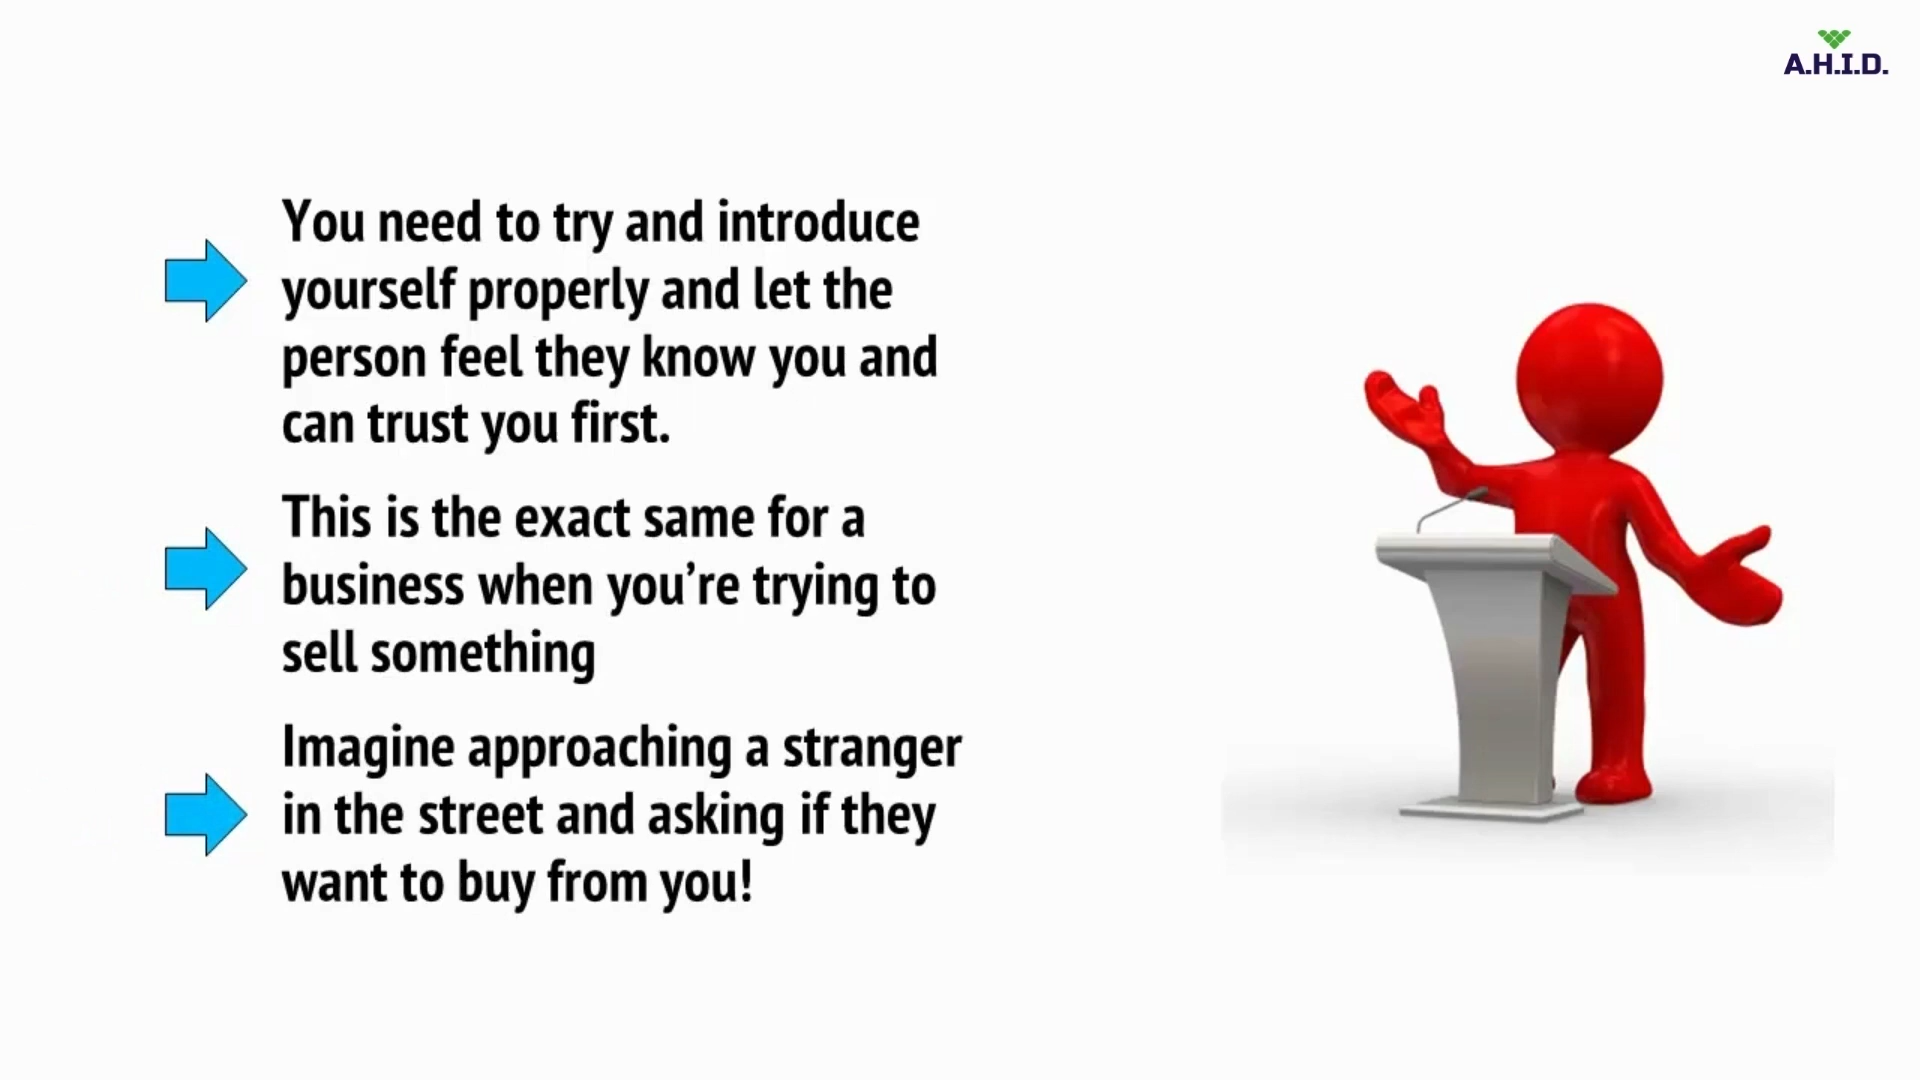 A.H.I.D.
You need to try and introduce
yourself properly and let the
person feel they know you and
can trust you first.
This is the exact same for a
business when you’re trying to
sell something
Imagine approaching a stranger
in the street and asking if they
want to buy from you!